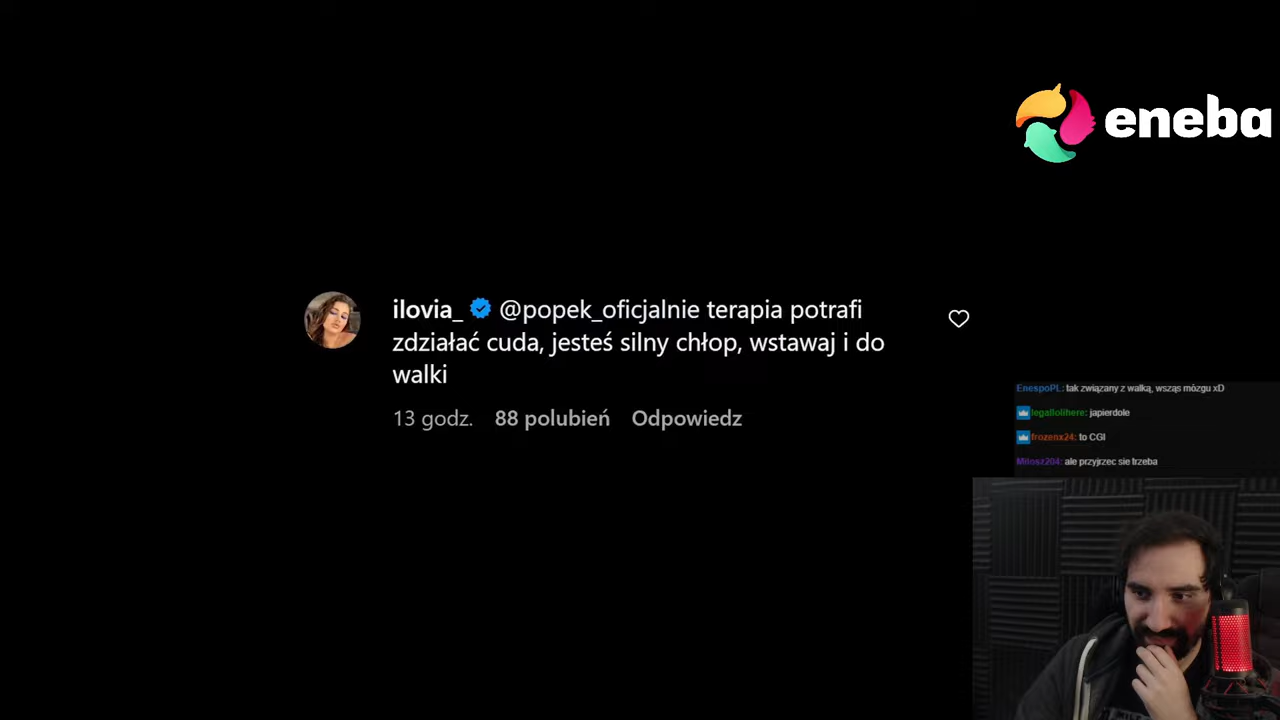 eneba
ilovia_ @popek_oficjalnie terapia potrafi
zdziałać cuda, jesteś silny chłop, wstawaj i do
walki
13 godz. 88 polubień Odpowiedz
EnespoPL: tak związany z walką, wsząs mózgu xD
legallolihere: japierdole
frozenx24: to CGI
Milosz204: ale przyjrzec sie trzeba